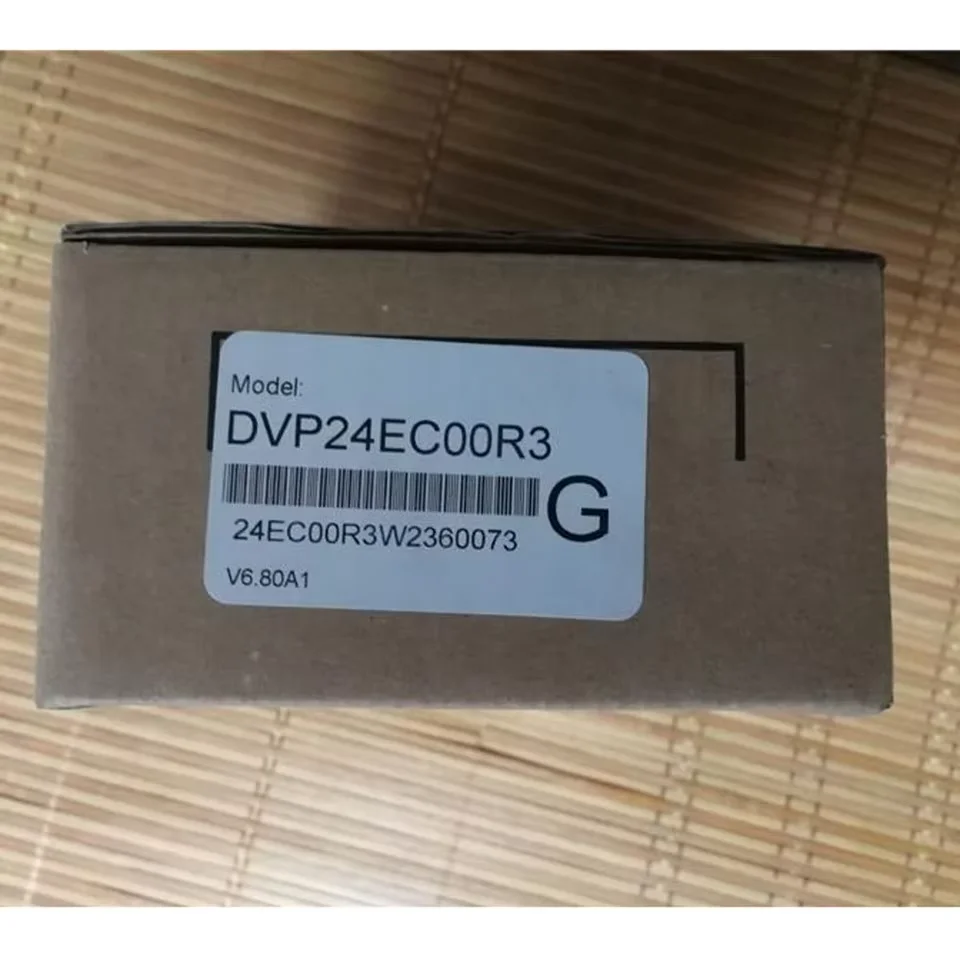 Model:
DVP24EC00R3
G
24EC00R3W2360073
V6.80A1